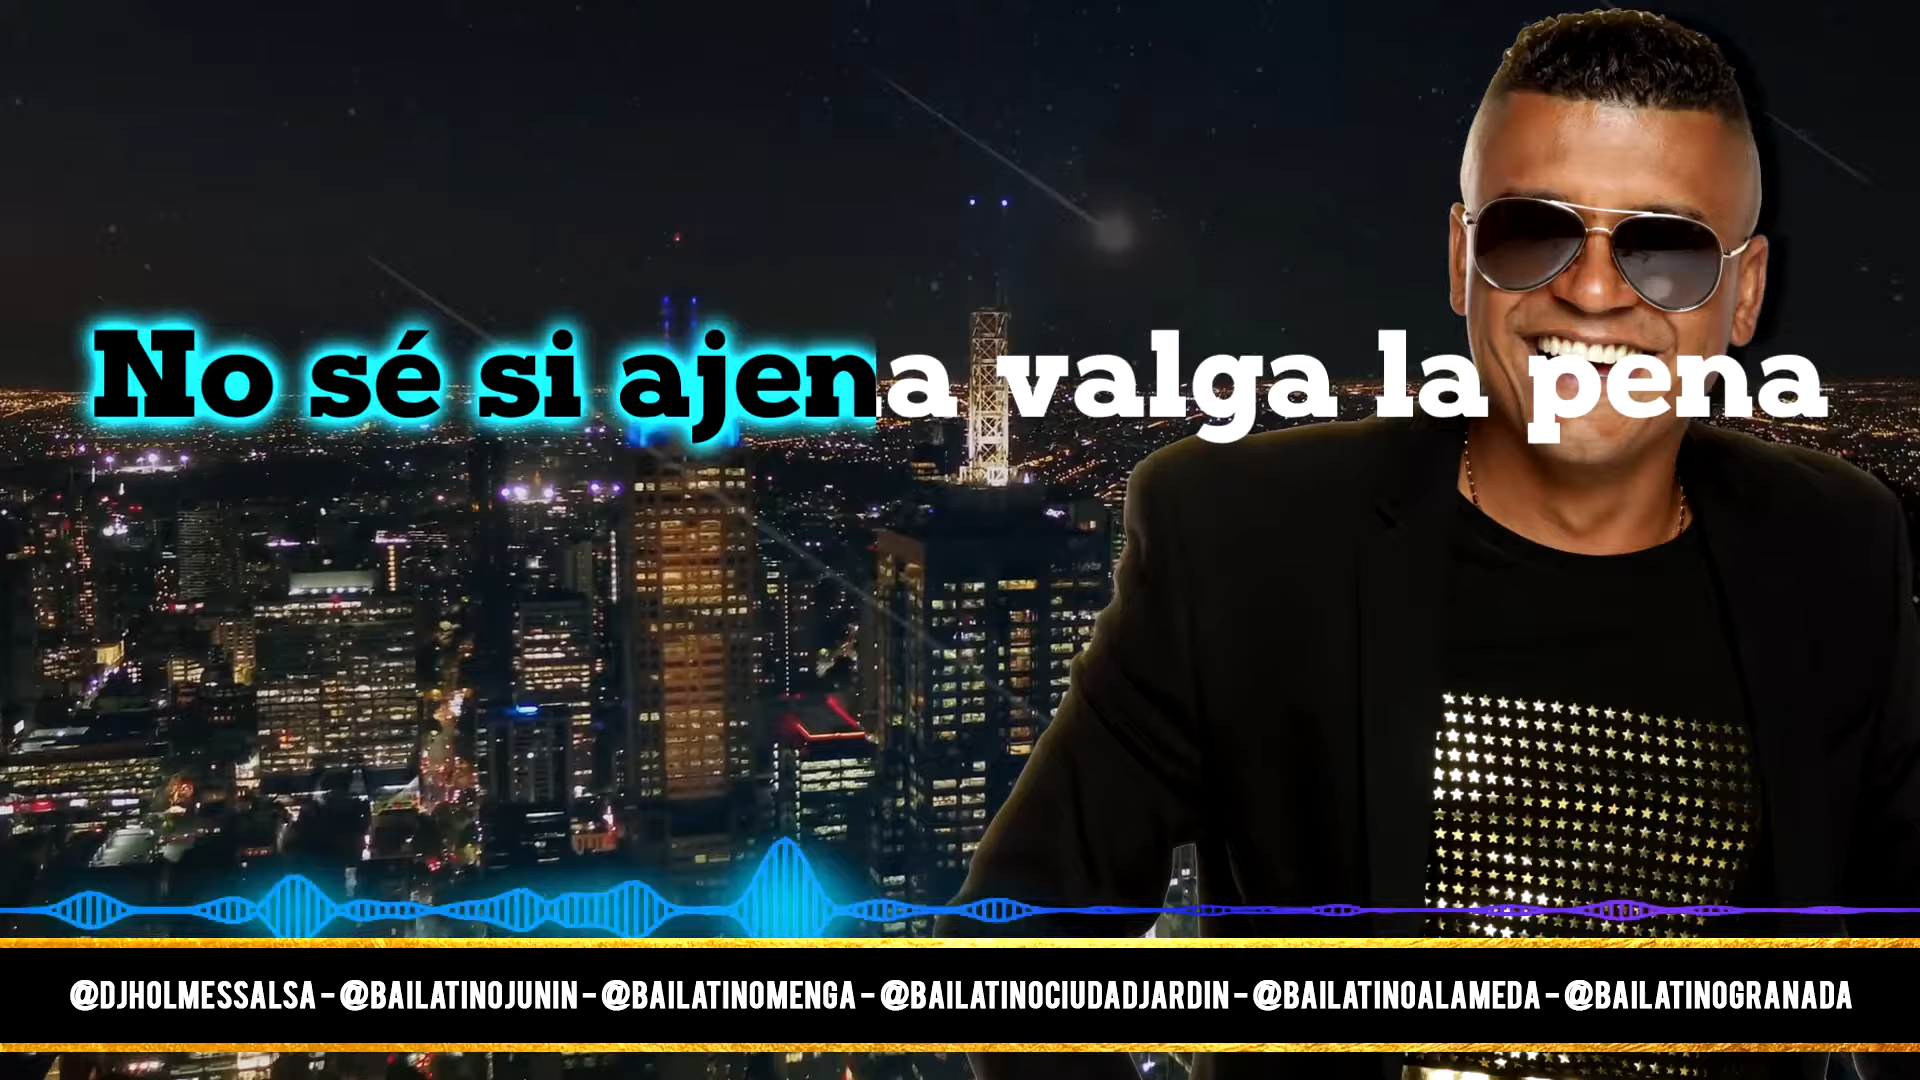 No sé si ajena valga la pena
@DJHOLMESSALSA - @BAILATINOJUNIN - @BAILATINOMENGA - @BAILATINOCIUDADJARDIN - @BAILATINOALAMEDA - @BAILATINOGRANADA